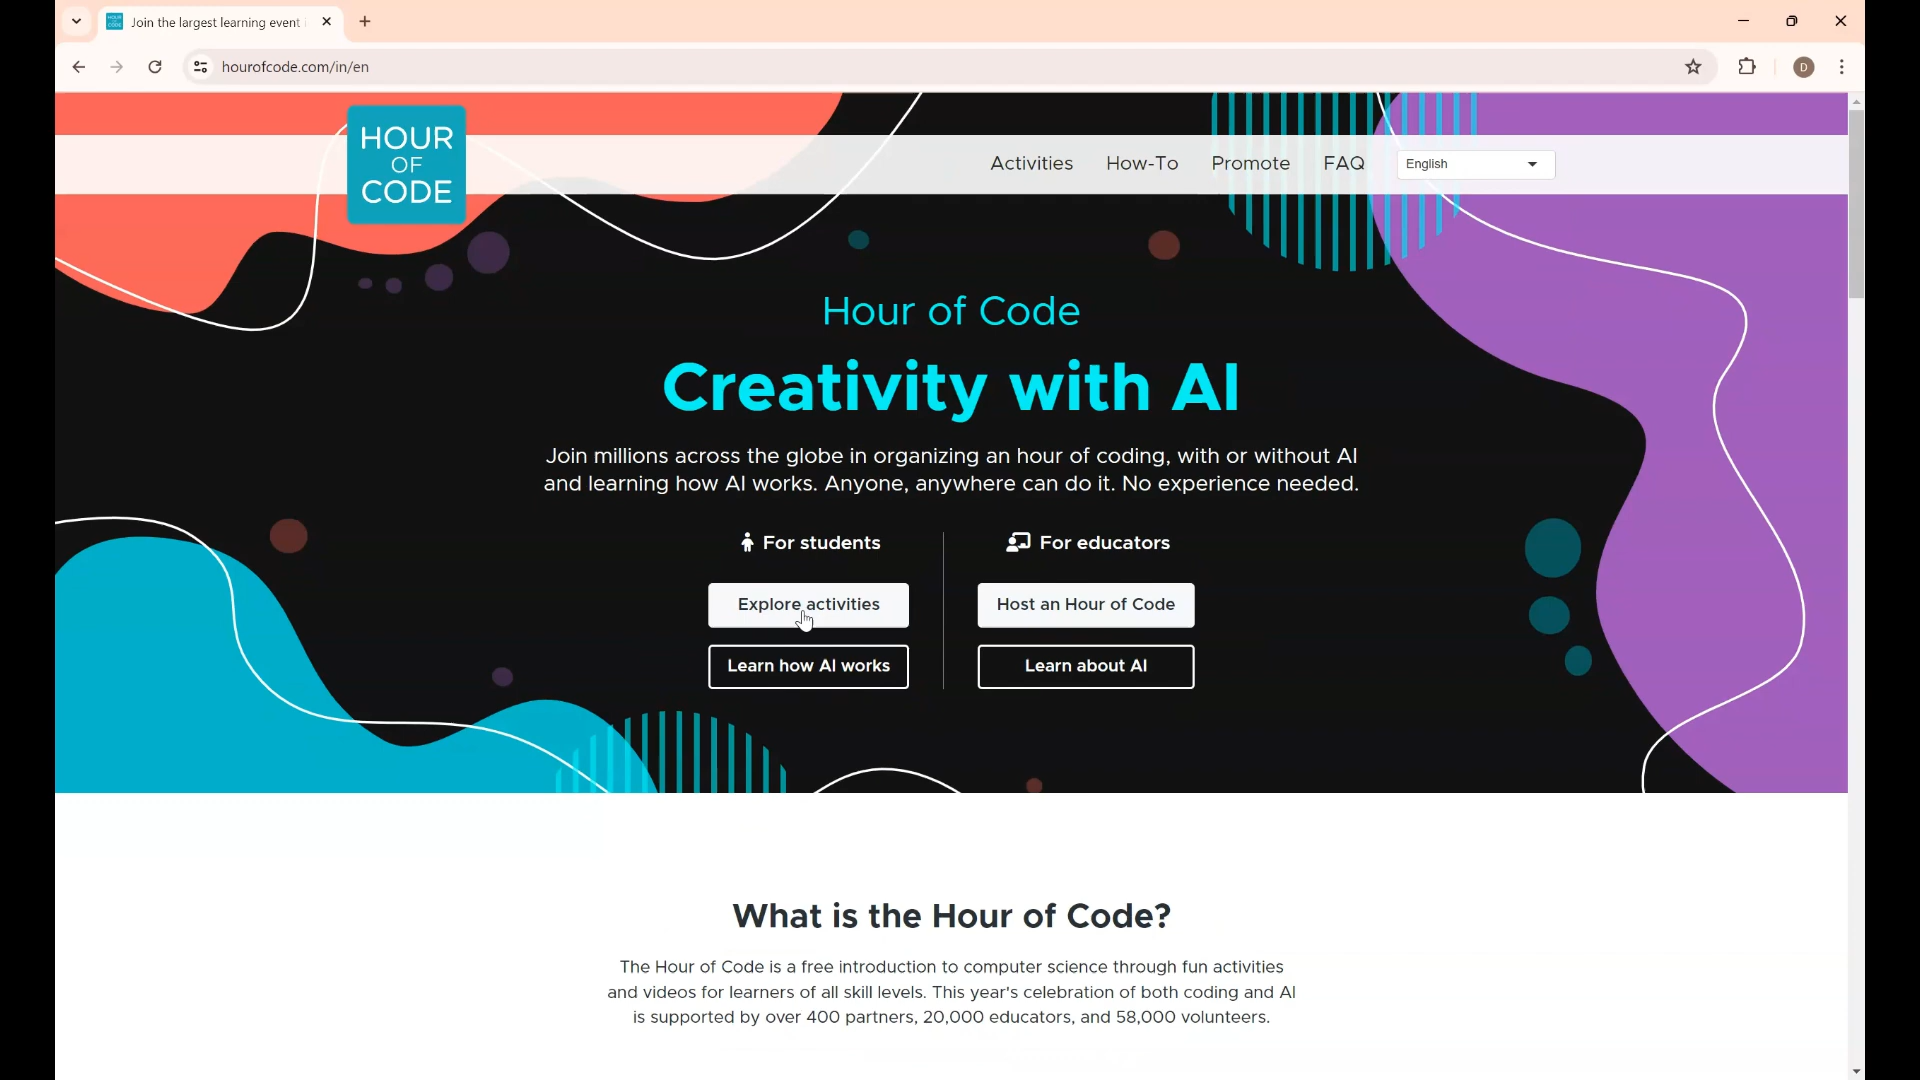 Join the largest learning event
hourofcode.com/in/en
D
HOUR
OF
CODE
Activities
How-To
Promote
FAQ
English
Hour of Code
Creativity with AI
Join millions across the globe in organizing an hour of coding, with or without AI
and learning how AI works. Anyone, anywhere can do it. No experience needed.
For students
For educators
Explore activities
Host an Hour of Code
Learn how AI works
Learn about AI
What is the Hour of Code?
The Hour of Code is a free introduction to computer science through fun activities
and videos for learners of all skill levels. This year's celebration of both coding and AI
is supported by over 400 partners, 20,000 educators, and 58,000 volunteers.